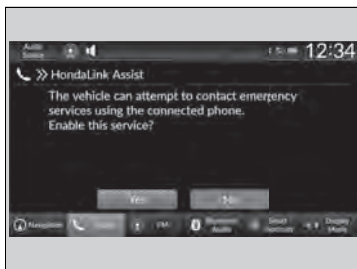 Audio
Source
12:34
HondaLink Assist
The vehicle can attempt to contact emergency
services using the connected phone.
Enable this service?
Yes No
Navigation Phone FM Bluetooth
Audio Smart
Shortcuts Display
Mode